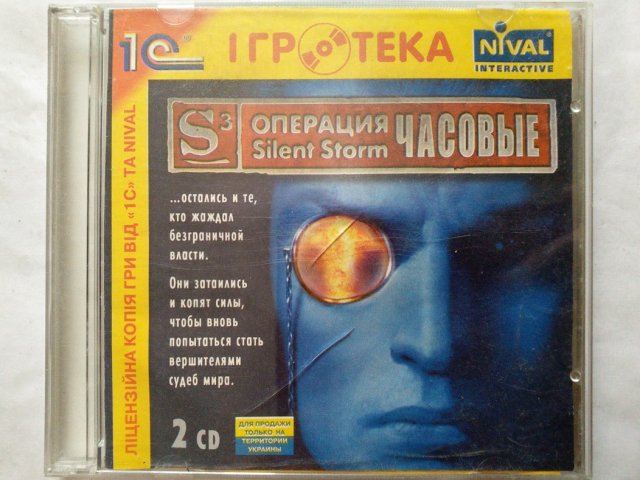 1С
ІГРОТЕКА
NIVAL
INTERACTIVE
S3
ОПЕРАЦИЯ
Silent Storm
ЧАСОВЫЕ
...остались и те,
кто жаждал
безграничной
власти.
Они затаились
и копят силы,
чтобы вновь
попытаться стать
вершителями
судеб мира.
2 CD
ДЛЯ ПРОДАЖИ
ТОЛЬКО НА
ТЕРРИТОРИИ
УКРАИНЫ
ЛІЦЕНЗІЙНА КОПІЯ ГРИ ВІД «1С» ТА NIVAL